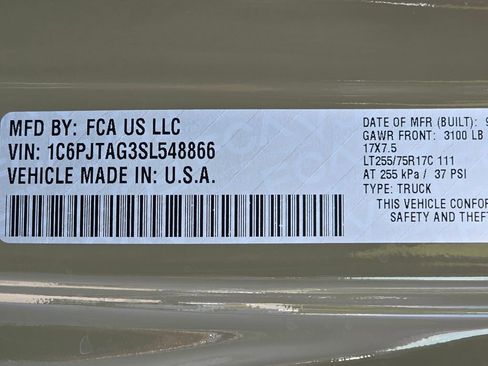 MFD BY: FCA US LLC
VIN: 1C6PJTAG3SL548866
VEHICLE MADE IN: U.S.A.
DATE OF MFR (BUILT): 9
GAWR FRONT: 3100 LB
17X7.5
LT255/75R17C 111
AT 255 kPa / 37 PSI
TYPE: TRUCK
THIS VEHICLE CONFOR
SAFETY AND THEFT